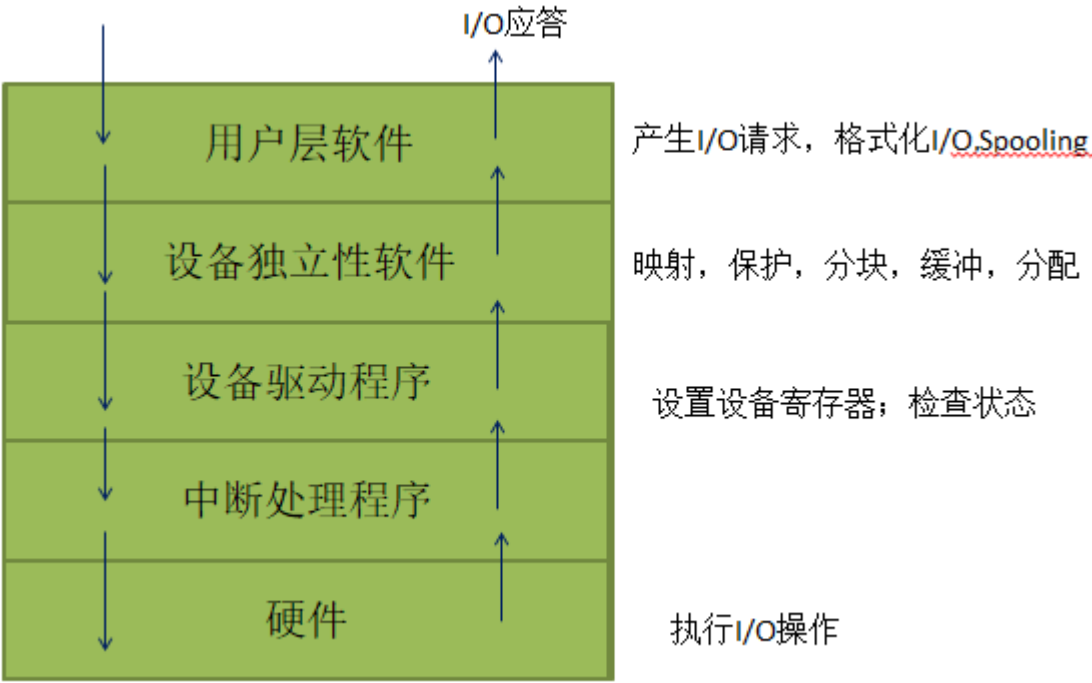 I/O应答
用户层软件
产生I/O请求，格式化I/O.Spooling
设备独立性软件
映射，保护，分块，缓冲，分配
设备驱动程序
设置设备寄存器；检查状态
中断处理程序
硬件
执行I/O操作